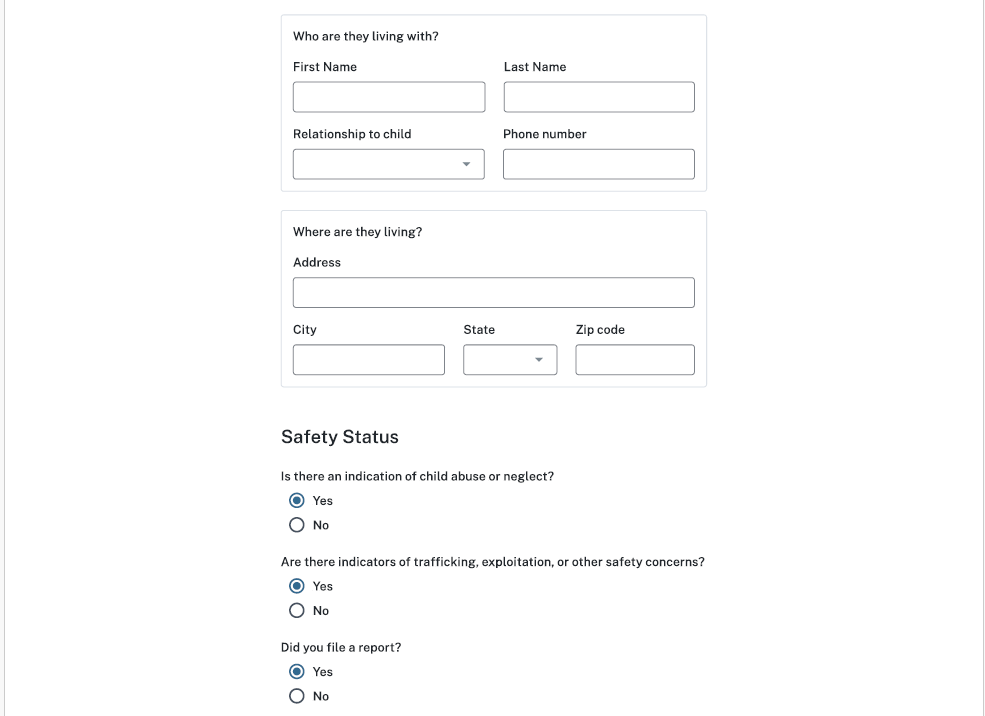 Who are they living with?
First Name Last Name
Relationship to child Phone number
Where are they living?
Address
City State Zip code
Safety Status
Is there an indication of child abuse or neglect?
Yes
No
Are there indicators of trafficking, exploitation, or other safety concerns?
Yes
No
Did you file a report?
Yes
No